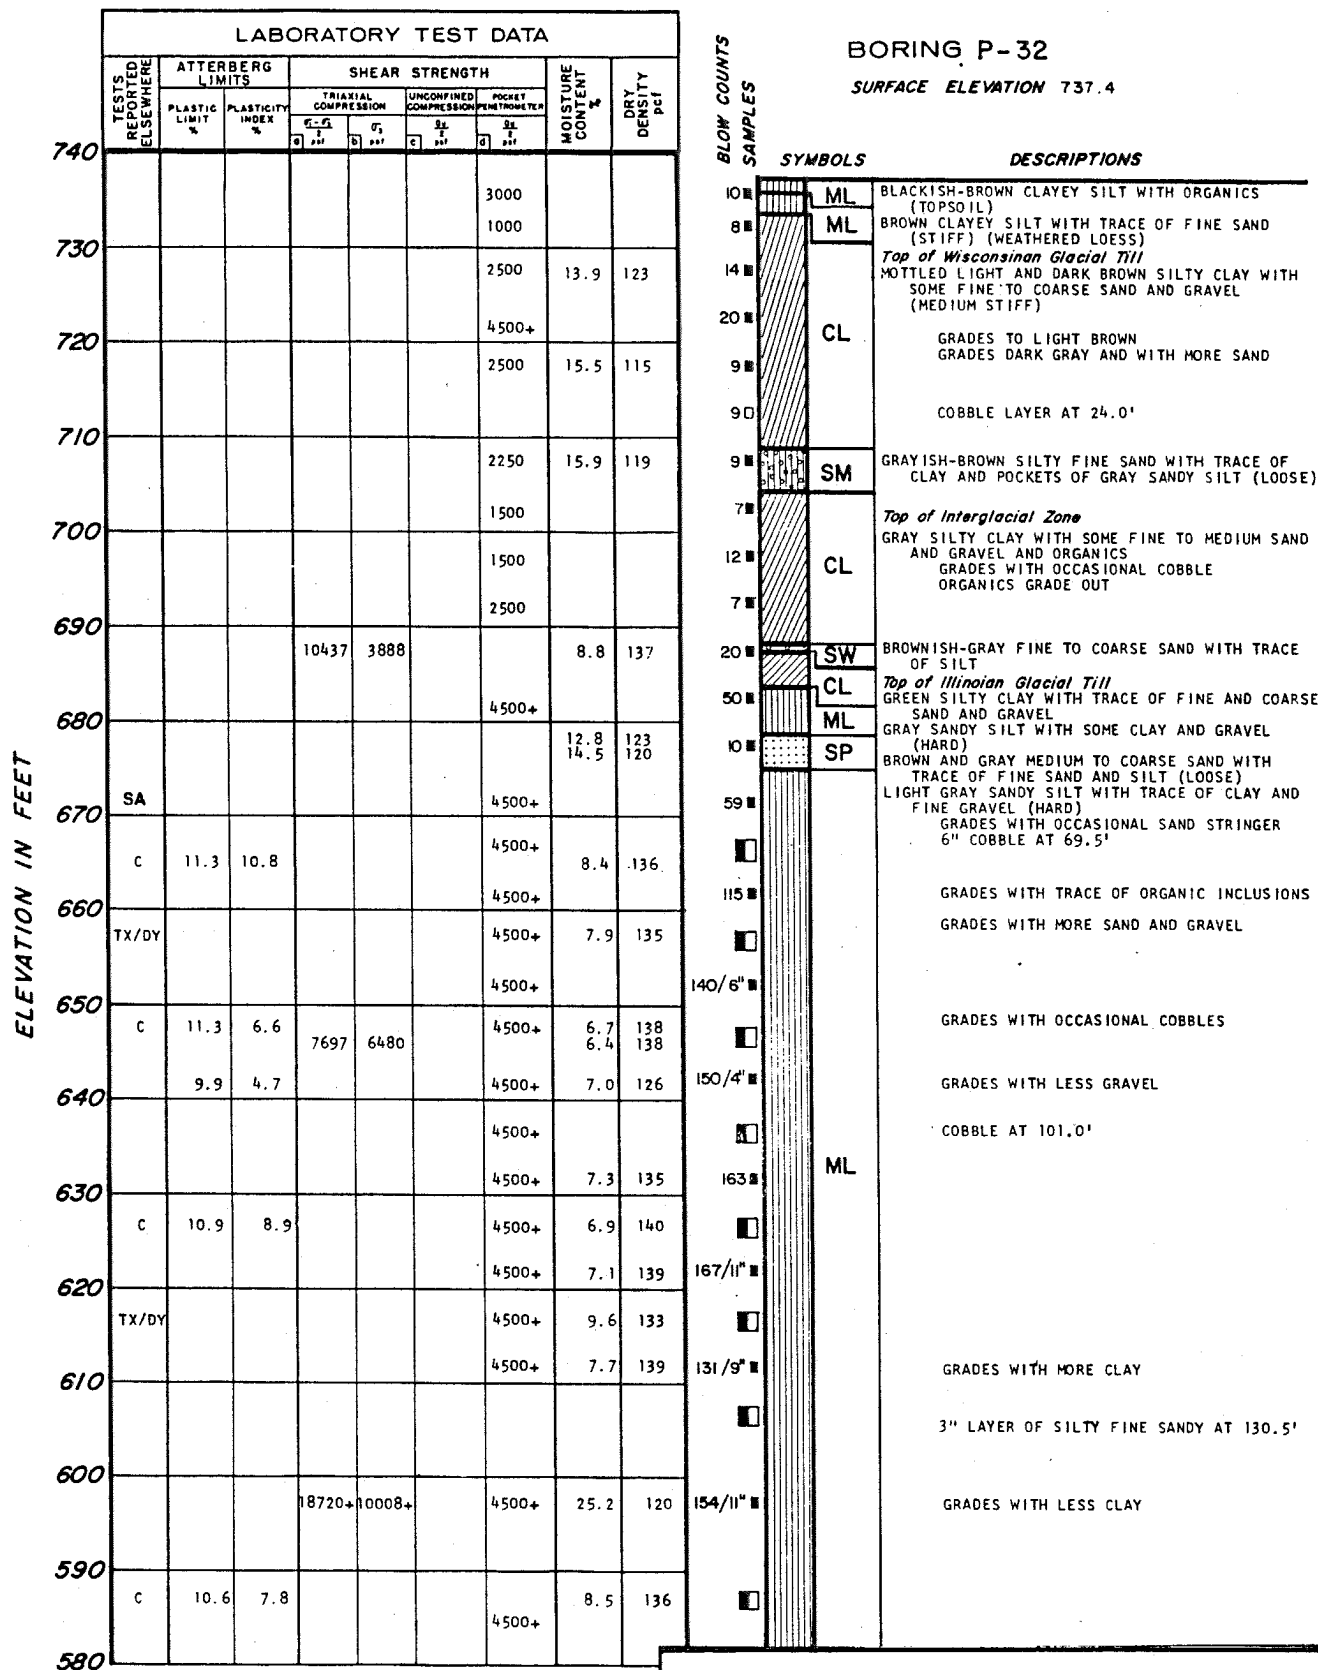 LABORATORY TEST DATA
TESTS REPORTED ELSEWHERE
ATTERBERG LIMITS
PLASTIC LIMIT %
PLASTICITY INDEX %
SHEAR STRENGTH
TRIAXIAL COMPRESSION
UNCONFINED COMPRESSION
POCKET PENETROMETER
a psf
b σ3 psf
c psf
d psf
MOISTURE CONTENT %
DRY DENSITY pcf
BLOW COUNTS
SAMPLES
BORING P-32
SURFACE ELEVATION 737.4
SYMBOLS
DESCRIPTIONS
ELEVATION IN FEET
740
3000
1000
730
2500 13.9 123
4500+
720
2500 15.5 115
710
2250 15.9 119
1500
700
1500
2500
690
10437 3888 8.8 137
4500+
680
12.8 123
14.5 120
SA 4500+
670
4500+
C 11.3 10.8 8.4 136
4500+
660
TX/DY 4500+ 7.9 135
4500+
650
C 11.3 6.6 4500+ 6.7 138
7697 6480 6.4 138
9.9 4.7 4500+ 7.0 126
640
4500+
4500+ 7.3 135
630
C 10.9 8.9 4500+ 6.9 140
4500+ 7.1 139
620
TX/DY 4500+ 9.6 133
4500+ 7.7 139
610
600
18720+ 10008+ 4500+ 25.2 120
590
C 10.6 7.8 8.5 136
4500+
580
10
8
14
20
9
9
9
7
12
7
20
50
10
59
115
140/6"
150/4"
163
167/11"
131/9"
154/11"
ML
ML
CL
SM
CL
SW
CL
ML
SP
ML
BLACKISH-BROWN CLAYEY SILT WITH ORGANICS
(TOPSOIL)
BROWN CLAYEY SILT WITH TRACE OF FINE SAND
(STIFF) (WEATHERED LOESS)
Top of Wisconsinan Glacial Till
MOTTLED LIGHT AND DARK BROWN SILTY CLAY WITH
SOME FINE TO COARSE SAND AND GRAVEL
(MEDIUM STIFF)
GRADES TO LIGHT BROWN
GRADES DARK GRAY AND WITH MORE SAND
COBBLE LAYER AT 24.0'
GRAYISH-BROWN SILTY FINE SAND WITH TRACE OF
CLAY AND POCKETS OF GRAY SANDY SILT (LOOSE)
Top of Interglacial Zone
GRAY SILTY CLAY WITH SOME FINE TO MEDIUM SAND
AND GRAVEL AND ORGANICS
GRADES WITH OCCASIONAL COBBLE
ORGANICS GRADE OUT
BROWNISH-GRAY FINE TO COARSE SAND WITH TRACE
OF SILT
Top of Illinoian Glacial Till
GREEN SILTY CLAY WITH TRACE OF FINE AND COARSE
SAND AND GRAVEL
GRAY SANDY SILT WITH SOME CLAY AND GRAVEL
(HARD)
BROWN AND GRAY MEDIUM TO COARSE SAND WITH
TRACE OF FINE SAND AND SILT (LOOSE)
LIGHT GRAY SANDY SILT WITH TRACE OF CLAY AND
FINE GRAVEL (HARD)
GRADES WITH OCCASIONAL SAND STRINGER
6" COBBLE AT 69.5'
GRADES WITH TRACE OF ORGANIC INCLUSIONS
GRADES WITH MORE SAND AND GRAVEL
GRADES WITH OCCASIONAL COBBLES
GRADES WITH LESS GRAVEL
COBBLE AT 101.0'
GRADES WITH MORE CLAY
3" LAYER OF SILTY FINE SANDY AT 130.5'
GRADES WITH LESS CLAY